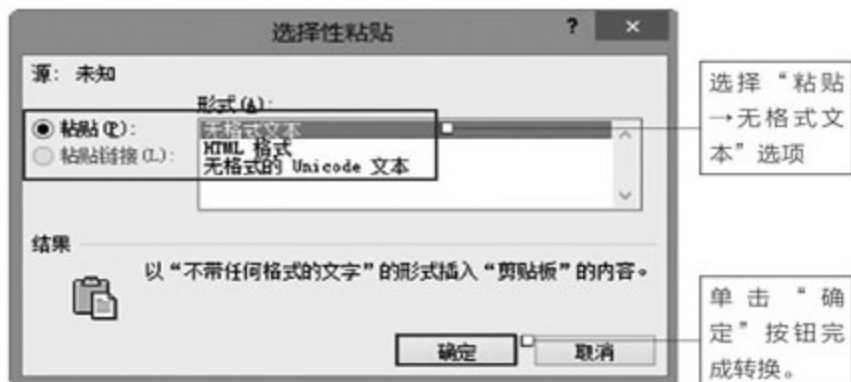 选择性粘贴
? ×
源： 未知
形式(A):
粘贴(P):
粘贴链接(L):
无格式文本
HTML 格式
无格式的 Unicode 文本
结果
以“不带任何格式的文字”的形式插入“剪贴板”的内容。
确定
取消
选择“粘贴
→无格式文
本”选项
单击“确
定”按钮完
成转换。